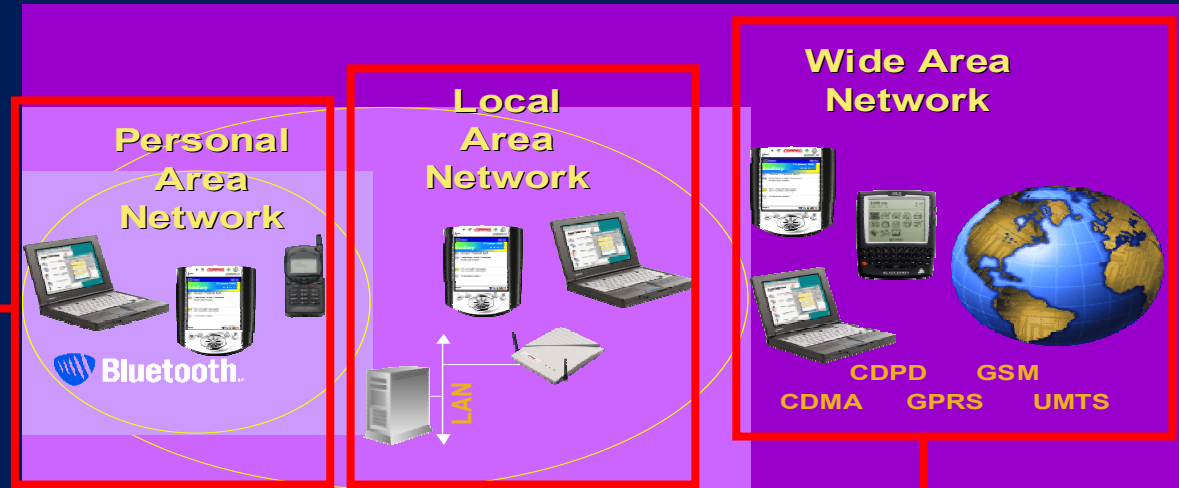 Personal
Area
Network
Bluetooth
Local
Area
Network
LAN
Wide Area
Network
CDPD GSM
CDMA GPRS UMTS